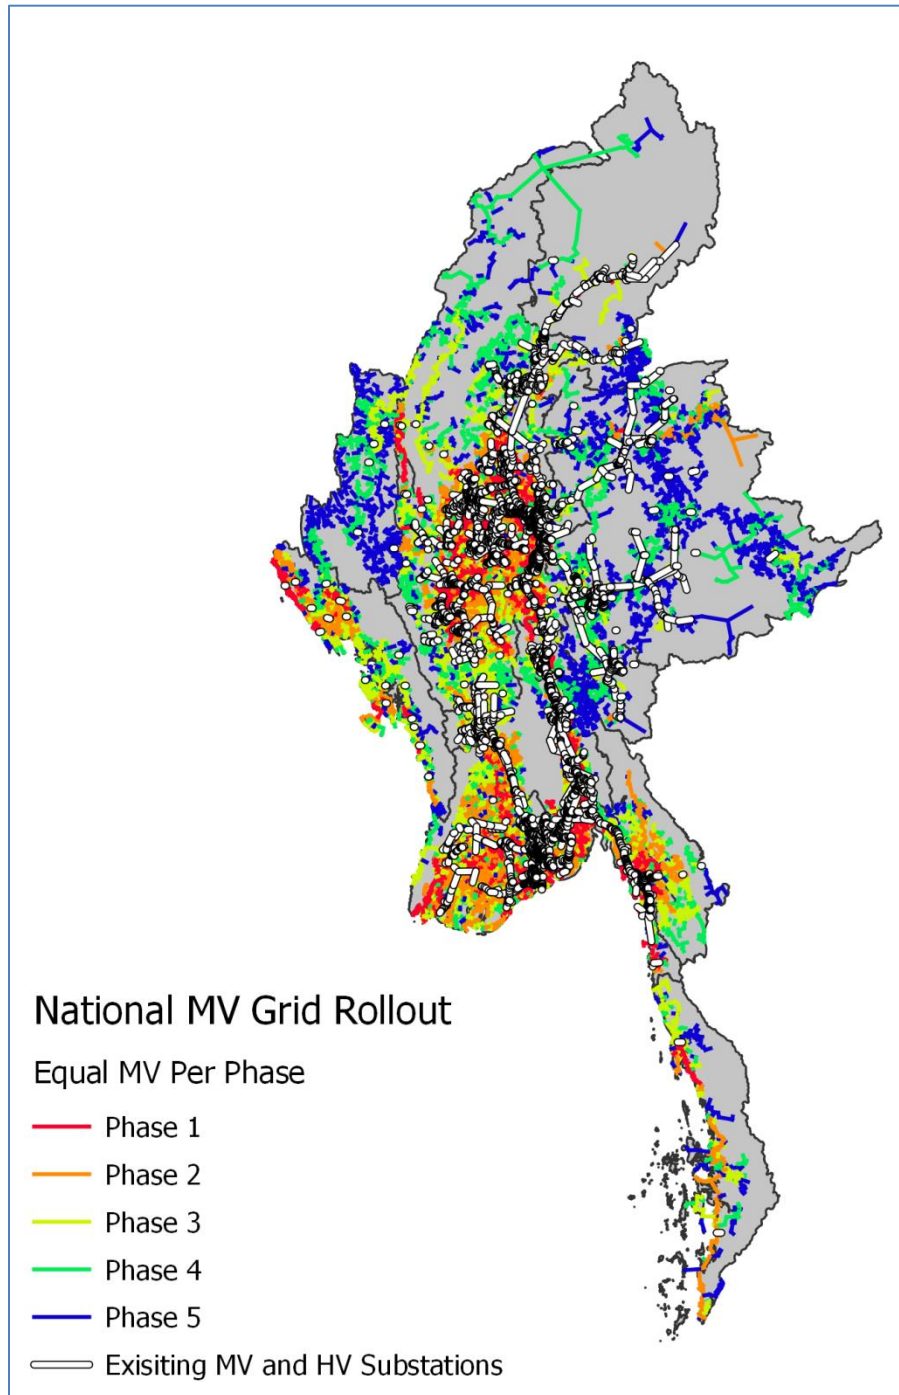 National MV Grid Rollout
Equal MV Per Phase
Phase 1
Phase 2
Phase 3
Phase 4
Phase 5
Exisiting MV and HV Substations